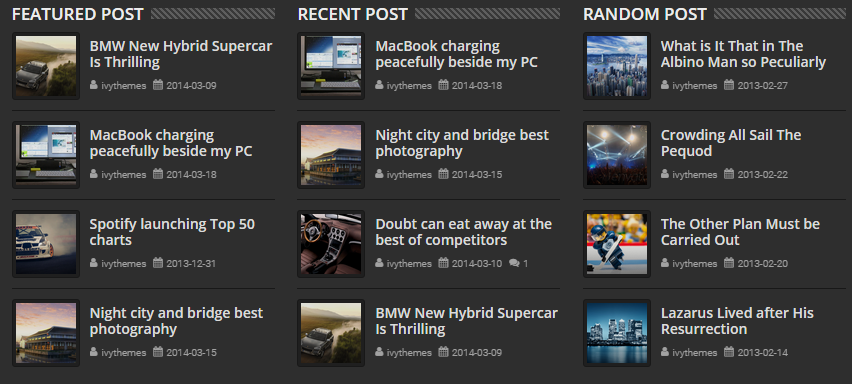 FEATURED POST
BMW New Hybrid Supercar
Is Thrilling
ivythemes 2014-03-09
MacBook charging
peacefully beside my PC
ivythemes 2014-03-18
Spotify launching Top 50
charts
ivythemes 2013-12-31
Night city and bridge best
photography
ivythemes 2014-03-15
RECENT POST
MacBook charging
peacefully beside my PC
ivythemes 2014-03-18
Night city and bridge best
photography
ivythemes 2014-03-15
Doubt can eat away at the
best of competitors
ivythemes 2014-03-10 1
BMW New Hybrid Supercar
Is Thrilling
ivythemes 2014-03-09
RANDOM POST
What is It That in The
Albino Man so Peculiarly
ivythemes 2013-02-27
Crowding All Sail The
Pequod
ivythemes 2013-02-22
The Other Plan Must be
Carried Out
ivythemes 2013-02-20
Lazarus Lived after His
Resurrection
ivythemes 2013-02-14